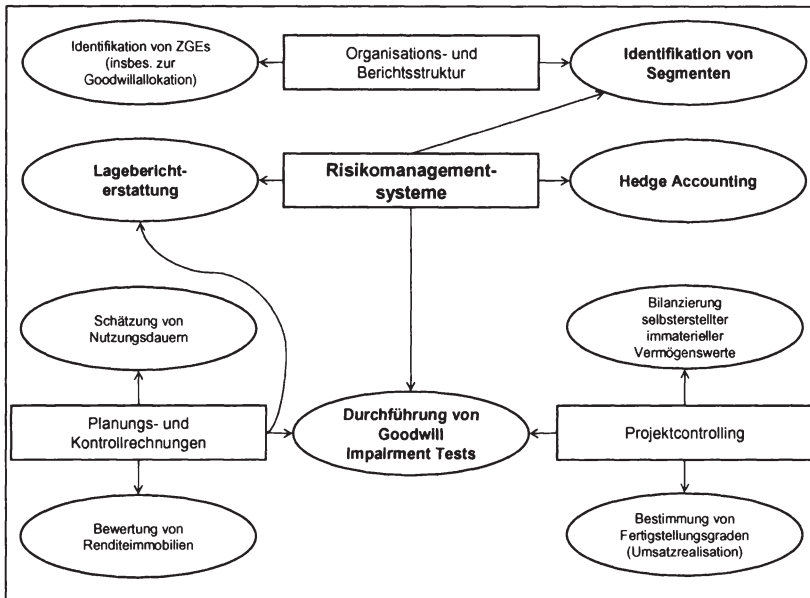 Identifikation von ZGEs
(insbes. zur
Goodwillallokation)
Organisations- und
Berichtsstruktur
Identifikation von
Segmenten
Lagebericht-
erstattung
Risikomanagement-
systeme
Hedge Accounting
Schätzung von
Nutzungsdauern
Bilanzierung
selbsterstellter
immaterieller
Vermögenswerte
Planungs- und
Kontrollrechnungen
Durchführung von
Goodwill
Impairment Tests
Projektcontrolling
Bewertung von
Renditeimmobilien
Bestimmung von
Fertigstellungsgraden
(Umsatzrealisation)